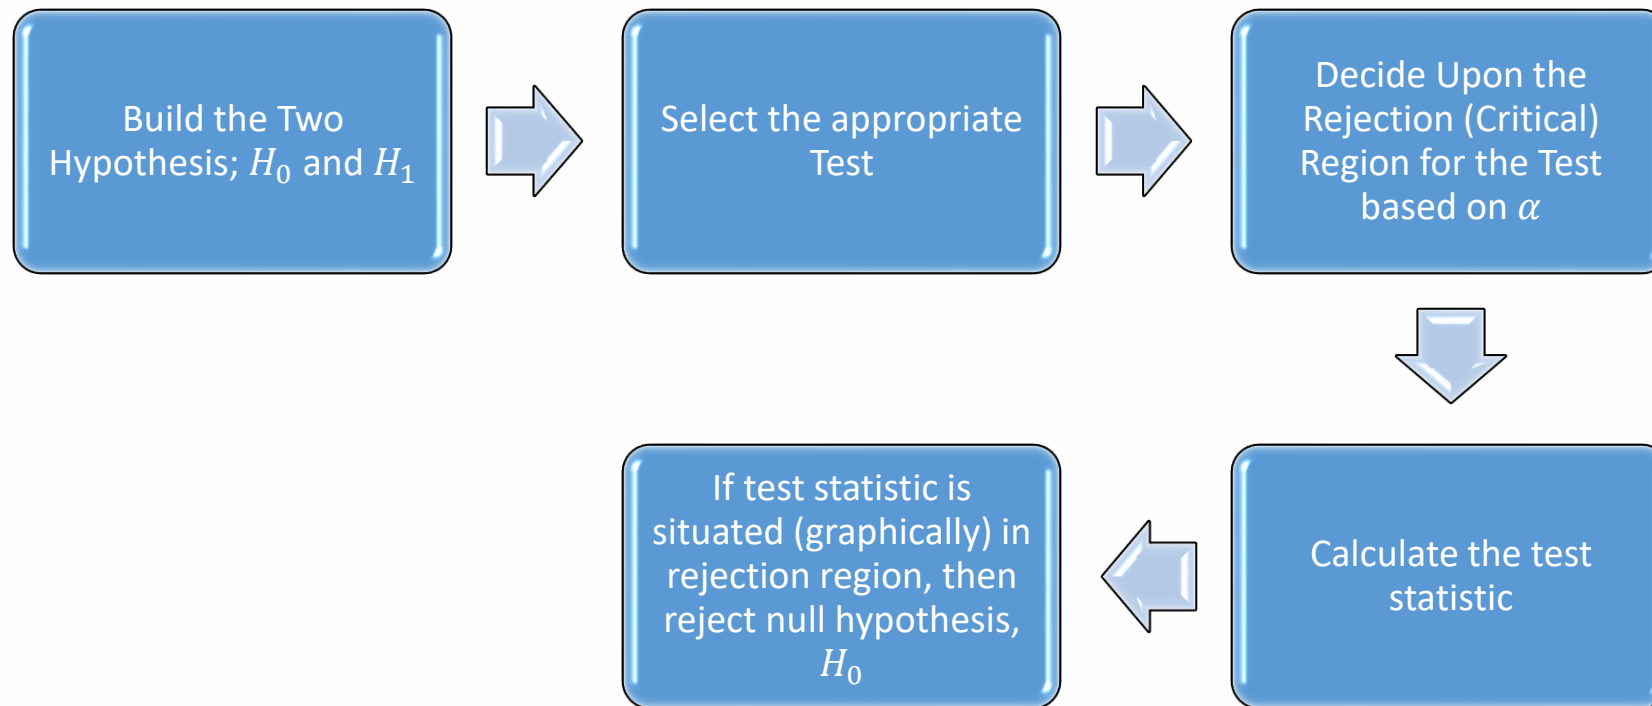 Build the Two
Hypothesis; H₀ and H₁
Select the appropriate
Test
Decide Upon the
Rejection (Critical)
Region for the Test
based on α
Calculate the test
statistic
If test statistic is
situated (graphically) in
rejection region, then
reject null hypothesis,
H₀